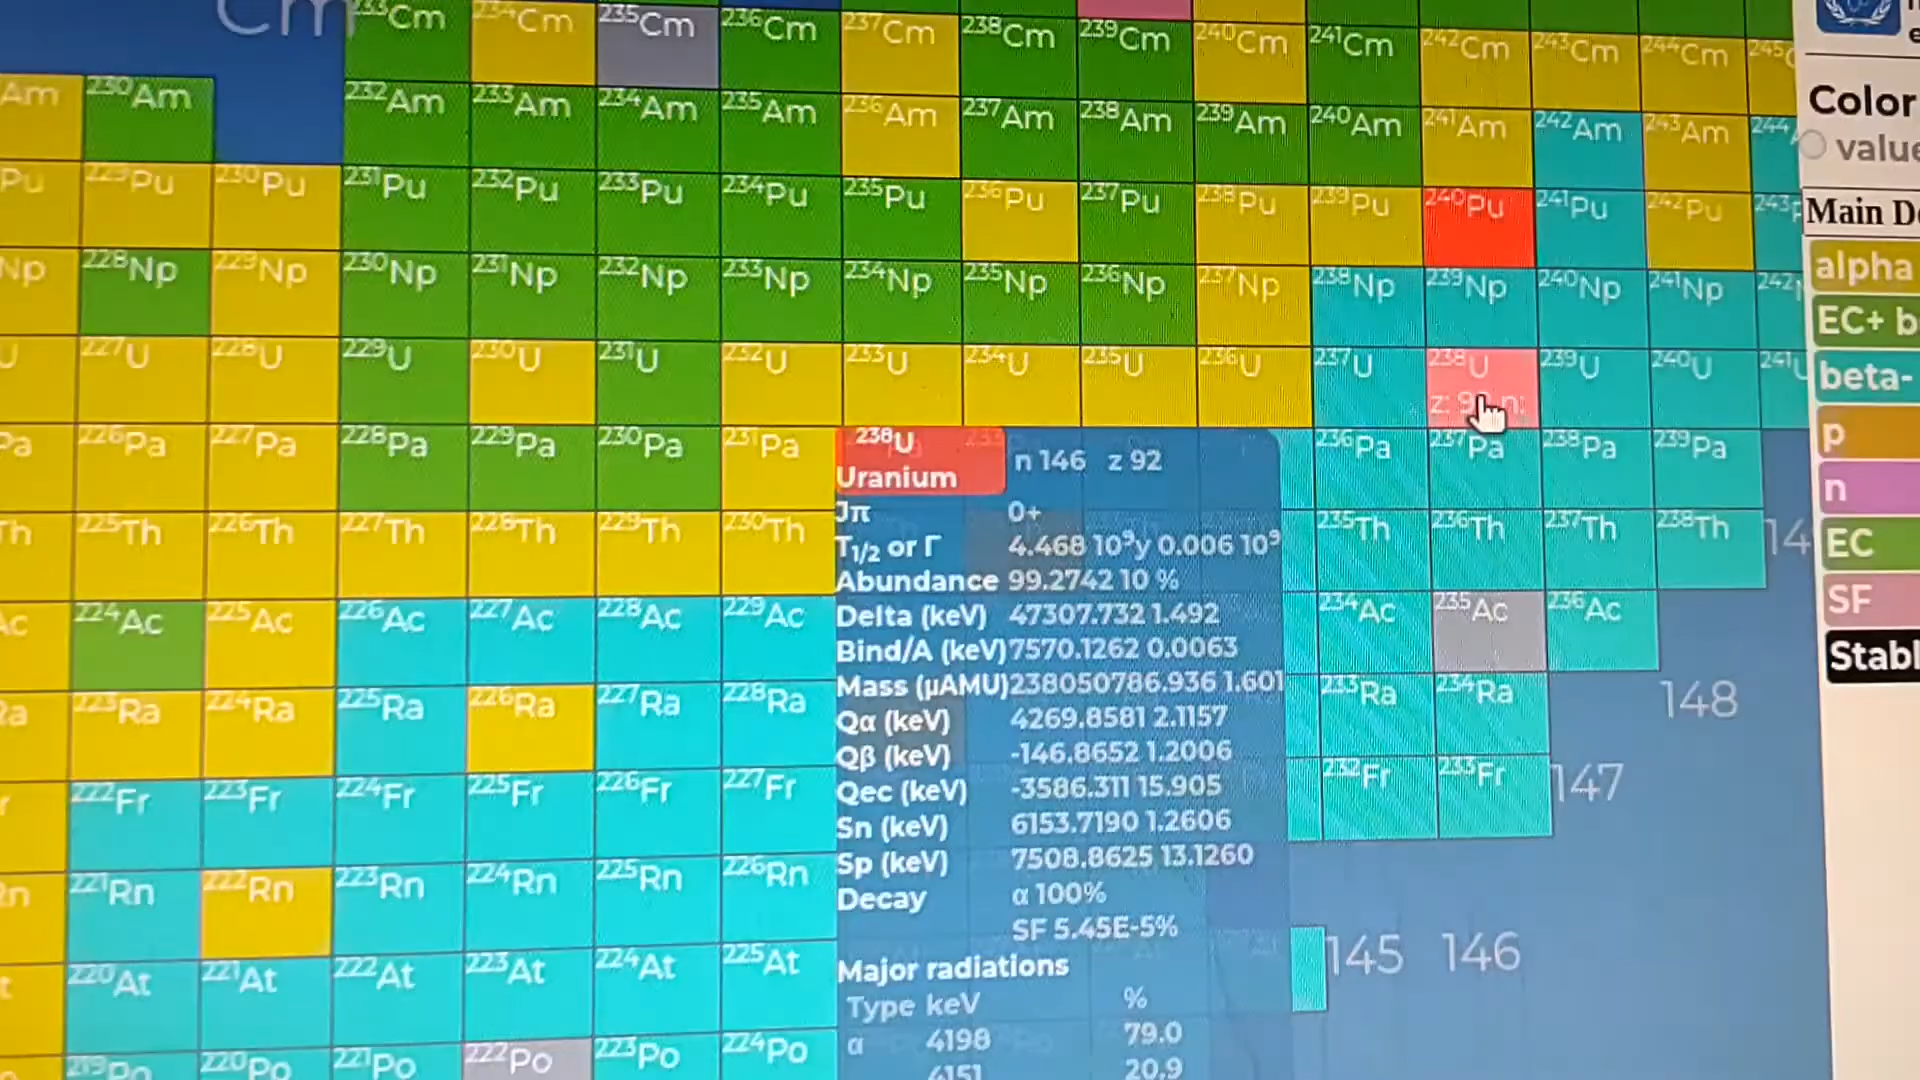 Cm
233Cm 234Cm 235Cm 236Cm 237Cm 238Cm 239Cm 240Cm 241Cm 242Cm 243Cm 244Cm
Am 230Am 232Am 233Am 234Am 235Am 236Am 237Am 238Am 239Am 240Am 241Am 242Am 243Am 244
Pu 229Pu 230Pu 231Pu 232Pu 233Pu 234Pu 235Pu 236Pu 237Pu 238Pu 239Pu 240Pu 241Pu 242Pu 243
Np 228Np 229Np 230Np 231Np 232Np 233Np 234Np 235Np 236Np 237Np 238Np 239Np 240Np 241Np 242
U 227U 228U 229U 230U 231U 232U 233U 234U 235U 236U 237U 238U 239U 240U 241U
z: n:
Pa 226Pa 227Pa 228Pa 229Pa 230Pa 231Pa 236Pa 237Pa 238Pa 239Pa
Th 225Th 226Th 227Th 228Th 229Th 230Th 235Th 236Th 237Th 238Th
Ac 224Ac 225Ac 226Ac 227Ac 228Ac 229Ac 234Ac 235Ac 236Ac
Ra 223Ra 224Ra 225Ra 226Ra 227Ra 228Ra 233Ra 234Ra 148
222Fr 223Fr 224Fr 225Fr 226Fr 227Fr 232Fr 233Fr 147
Rn 221Rn 222Rn 223Rn 224Rn 225Rn 226Rn
220At 221At 222At 223At 224At 225At 145 146
219Po 220Po 221Po 222Po 223Po 224Po
238U
Uranium n 146 z 92
Jπ 0+
T1/2 or Γ 4.468 10⁹y 0.006 10⁹
Abundance 99.2742 10 %
Delta (keV) 47307.732 1.492
Bind/A (keV) 7570.1262 0.0063
Mass (μAMU) 238050786.936 1.601
Qα (keV) 4269.8581 2.1157
Qβ (keV) -146.8652 1.2006
Qec (keV) -3586.311 15.905
Sn (keV) 6153.7190 1.2606
Sp (keV) 7508.8625 13.1260
Decay α 100%
SF 5.45E-5%
Major radiations
Type keV %
α 4198 79.0
4151 20.9
Color
value
Main De
alpha
EC+ b
beta-
p
n
EC
SF
Stabl